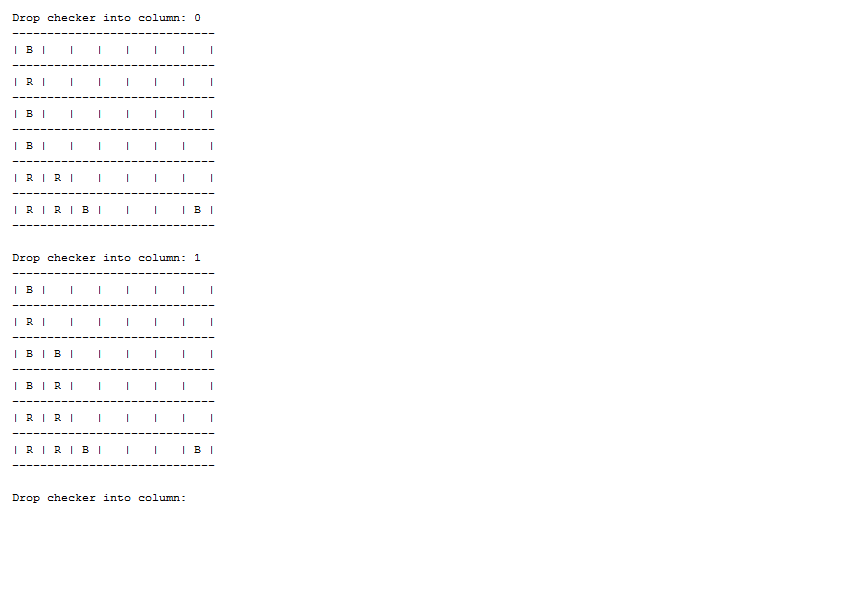 Drop checker into column: 0
-----------------------------
| B |   |   |   |   |   |   |
-----------------------------
| R |   |   |   |   |   |   |
-----------------------------
| B |   |   |   |   |   |   |
-----------------------------
| B |   |   |   |   |   |   |
-----------------------------
| R | R |   |   |   |   |   |
-----------------------------
| R | R | B |   |   |   | B |
-----------------------------
Drop checker into column: 1
-----------------------------
| B |   |   |   |   |   |   |
-----------------------------
| R |   |   |   |   |   |   |
-----------------------------
| B | B |   |   |   |   |   |
-----------------------------
| B | R |   |   |   |   |   |
-----------------------------
| R | R |   |   |   |   |   |
-----------------------------
| R | R | B |   |   |   | B |
-----------------------------
Drop checker into column: